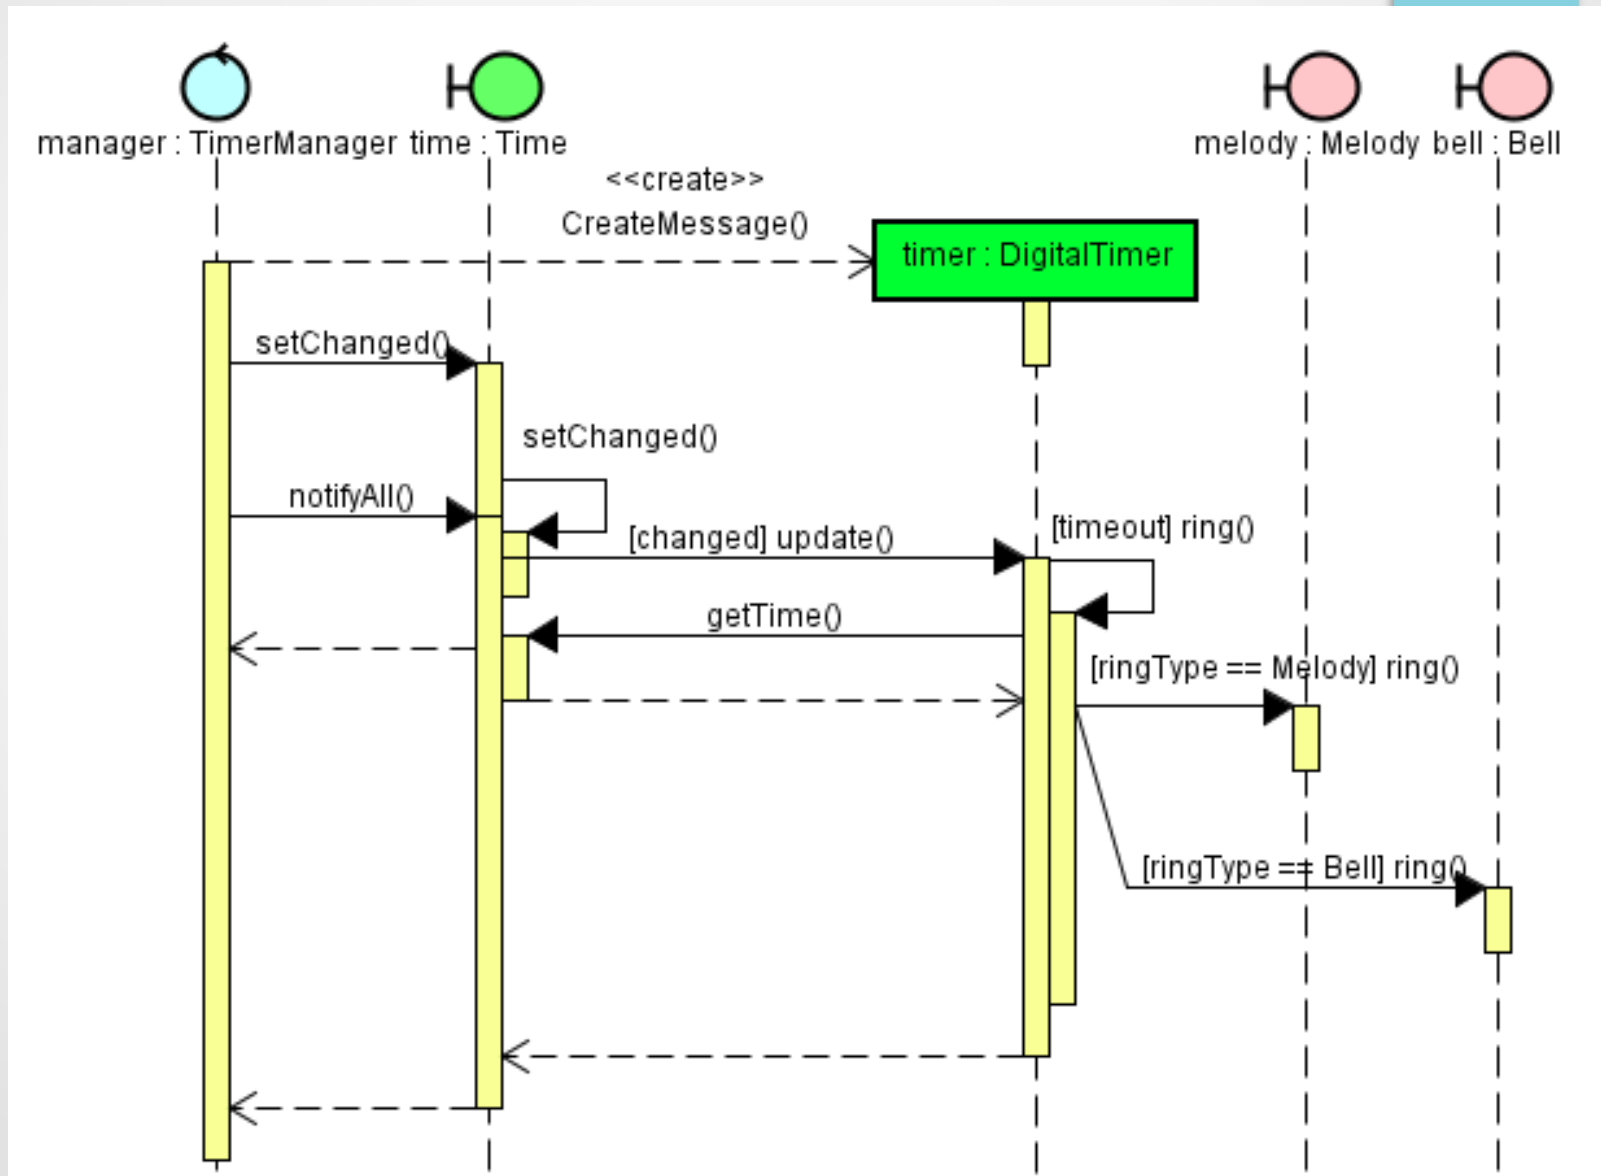 manager : TimerManager
time : Time
melody : Melody
bell : Bell
<<create>>
CreateMessage()
timer : DigitalTimer
setChanged()
setChanged()
notifyAll()
[changed] update()
[timeout] ring()
getTime()
[ringType == Melody] ring()
[ringType == Bell] ring()